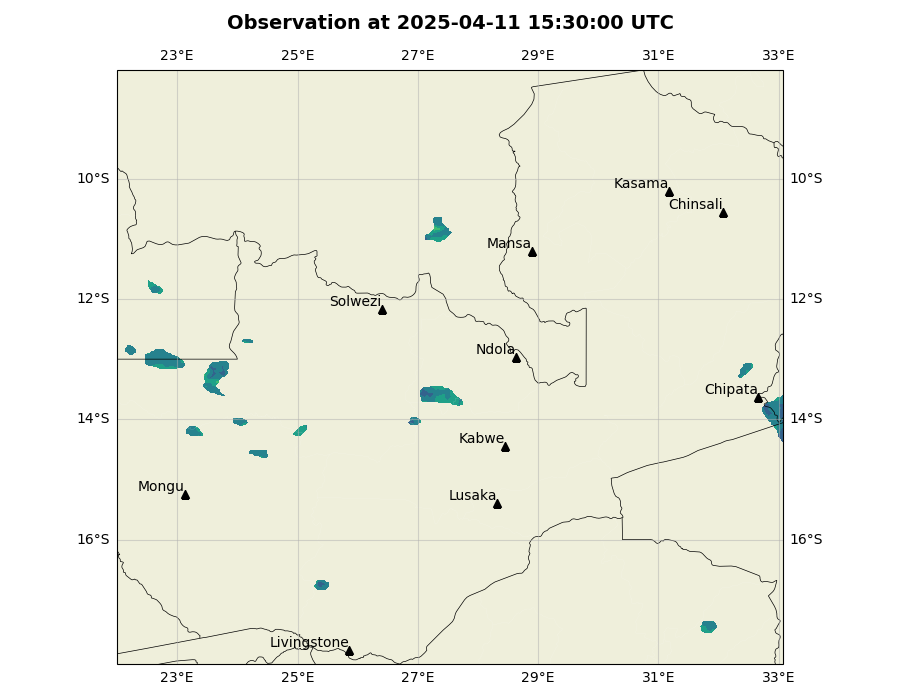 Observation at 2025-04-11 15:30:00 UTC
23°E 25°E 27°E 29°E 31°E 33°E
10°S 10°S
Kasama
Chinsali
Mansa
12°S 12°S
Solwezi
Ndola
Chipata
14°S 14°S
Kabwe
Mongu
Lusaka
16°S 16°S
Livingstone
23°E 25°E 27°E 29°E 31°E 33°E